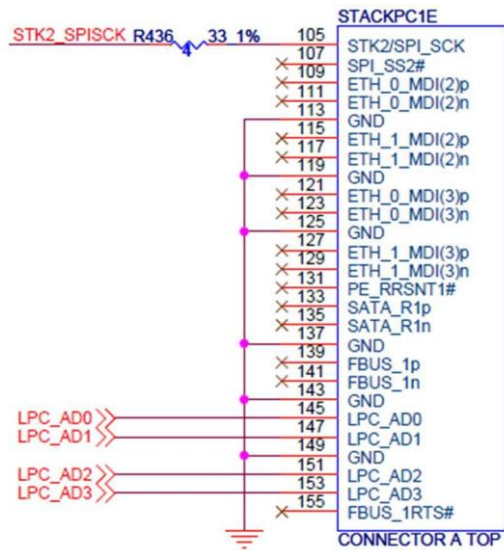 STACKPC1E
STK2_SPISCK R436 33 1% 105 STK2/SPI_SCK
4
107 SPI_SS2#
109 ETH_0_MDI(2)p
111 ETH_0_MDI(2)n
113 GND
115 ETH_1_MDI(2)p
117 ETH_1_MDI(2)n
119 GND
121 ETH_0_MDI(3)p
123 ETH_0_MDI(3)n
125 GND
127 ETH_1_MDI(3)p
129 ETH_1_MDI(3)n
131 PE_RRSNT1#
133 SATA_R1p
135 SATA_R1n
137 GND
139 FBUS_1p
141 FBUS_1n
143 GND
LPC_AD0 145 LPC_AD0
LPC_AD1 147 LPC_AD1
149 GND
LPC_AD2 151 LPC_AD2
LPC_AD3 153 LPC_AD3
155 FBUS_1RTS#
CONNECTOR A TOP